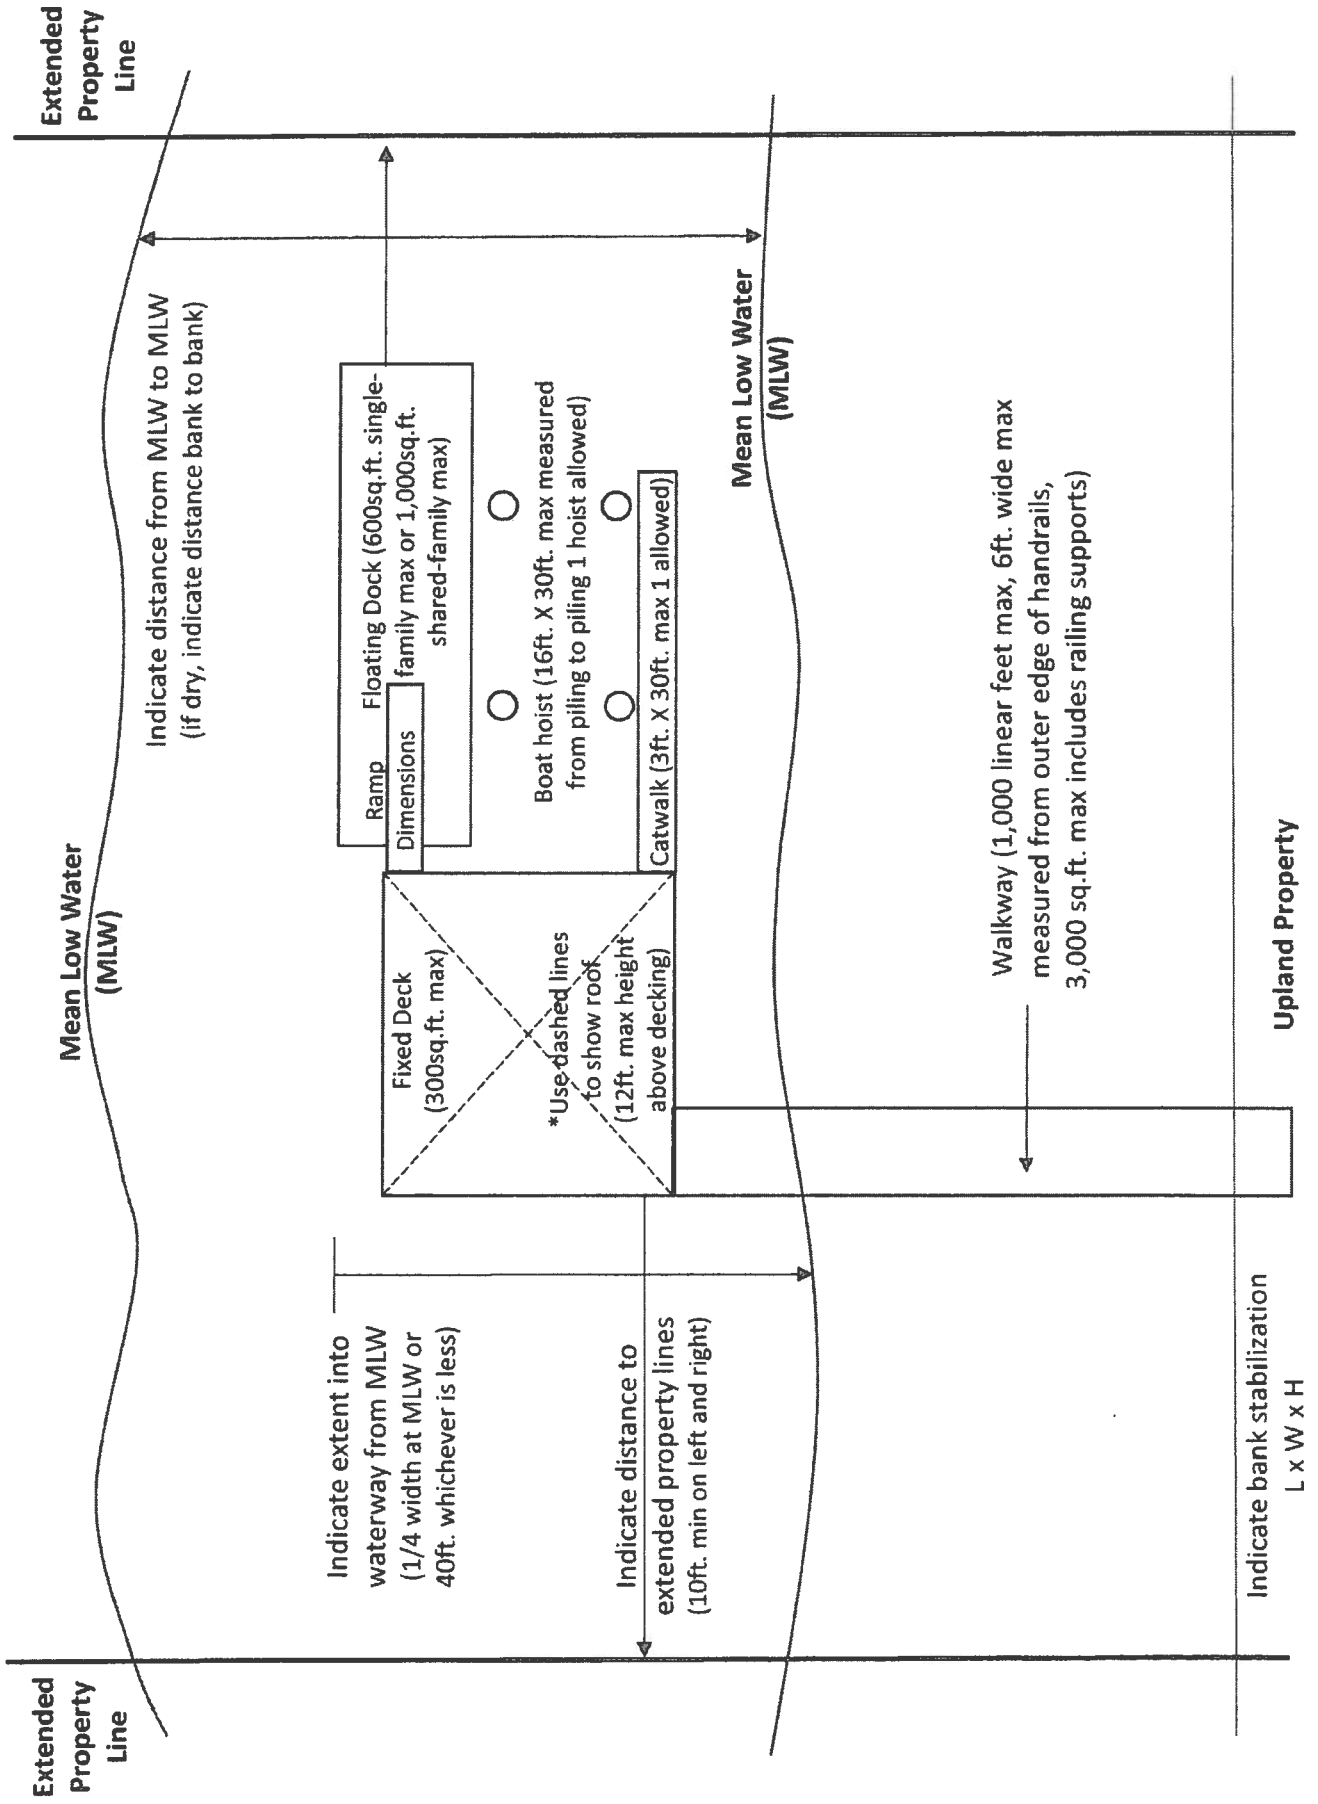 Extended
Property
Line
Mean Low Water
(MLW)
Extended
Property
Line
Indicate distance from MLW to MLW
(if dry, indicate distance bank to bank)
Indicate extent into
waterway from MLW
(1/4 width at MLW or
40ft. whichever is less)
Fixed Deck
(300sq.ft. max)
*Use dashed lines
to show roof
(12ft. max height
above decking)
Ramp
Dimensions
Floating Dock (600sq.ft. single-
family max or 1,000sq.ft.
shared-family max)
Boat hoist (16ft. X 30ft. max measured
from piling to piling 1 hoist allowed)
Catwalk (3ft. X 30ft. max 1 allowed)
Indicate distance to
extended property lines
(10ft. min on left and right)
Mean Low Water
(MLW)
Walkway (1,000 linear feet max, 6ft. wide max
measured from outer edge of handrails,
3,000 sq.ft. max includes railing supports)
Indicate bank stabilization
L x W x H
Upland Property